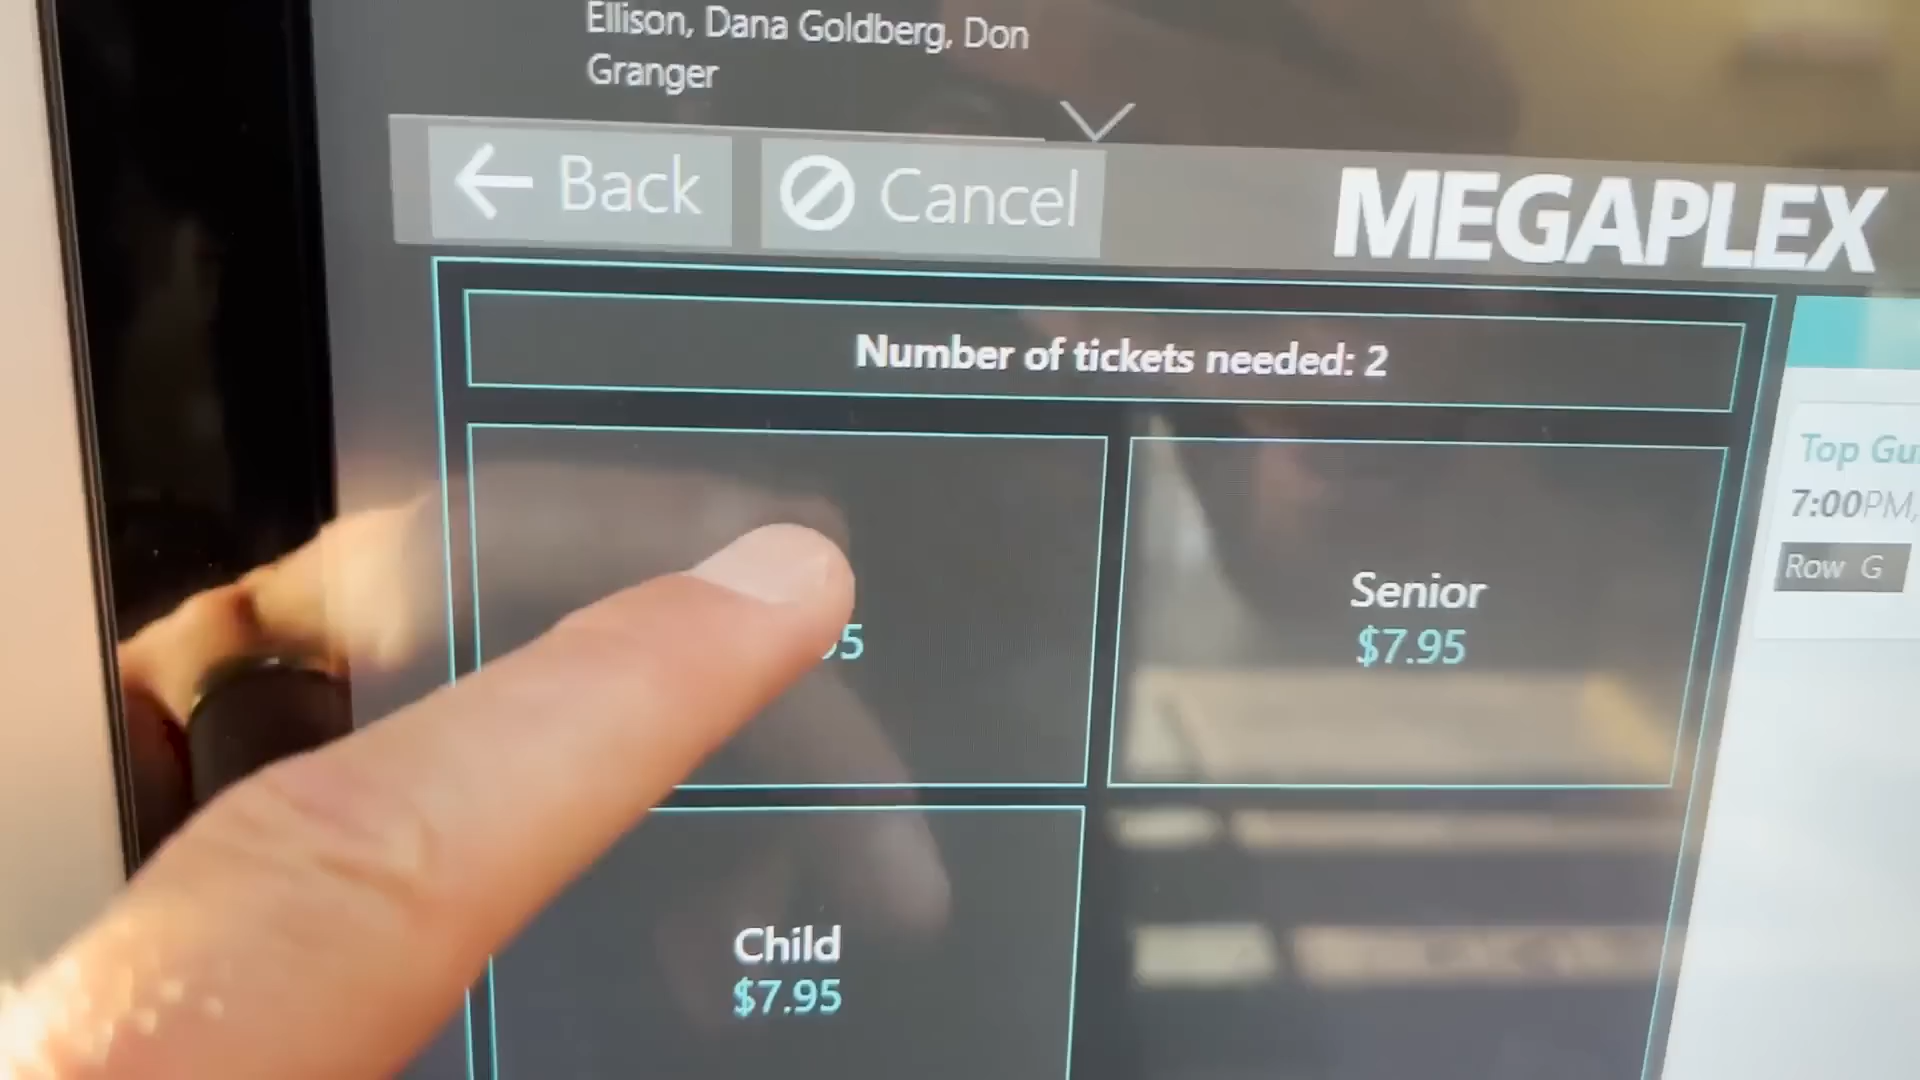 Ellison, Dana Goldberg, Don
Granger
Back
Cancel
MEGAPLEX
Number of tickets needed: 2
5
Senior
$7.95
Child
$7.95
Top
7:00PM,
Row G